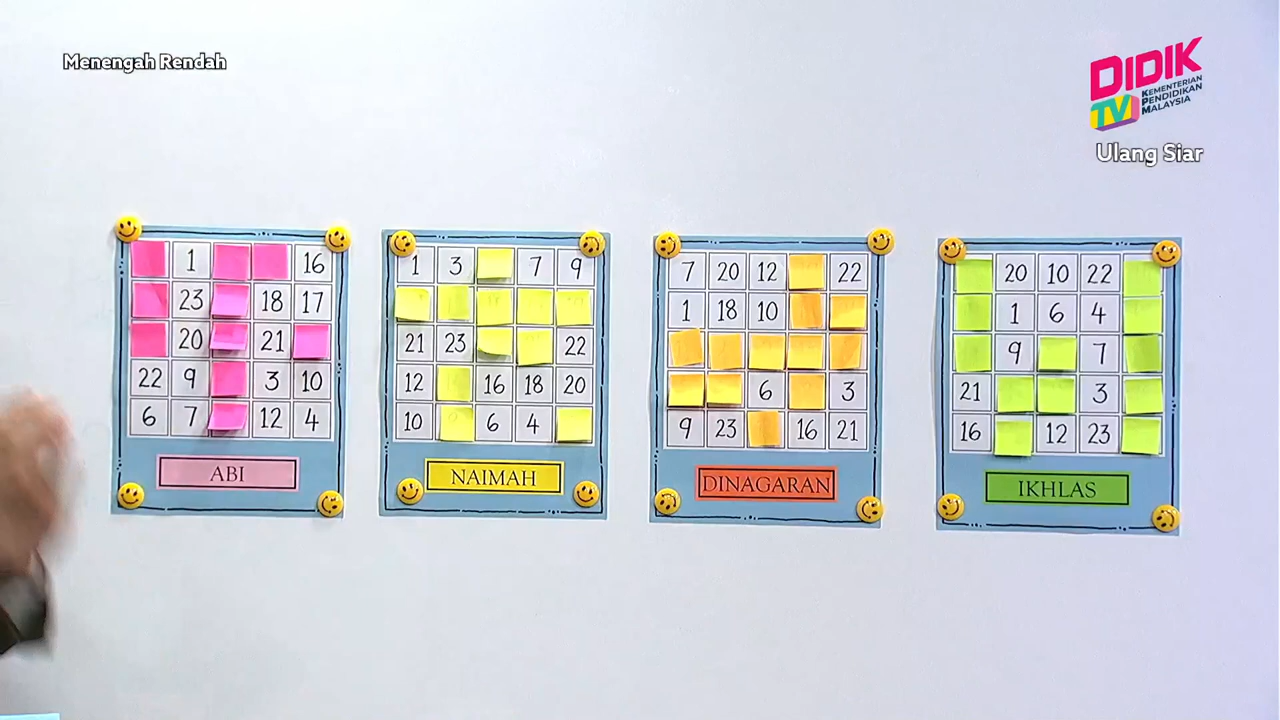 Menengah Rendah
DIDIK
TV
KEMENTERIAN
PENDIDIKAN
MALAYSIA
Ulang Siar
1 16
23 18 17
20 21
22 9 3 10
6 7 12 4
ABI
1 3 7 9
21 23 22
12 16 18 20
10 6 4
NAIMAH
7 20 12 22
1 18 10
6 3
9 23 16 21
DINAGARAN
20 10 22
1 6 4
9 7
21 3
16 12 23
IKHLAS